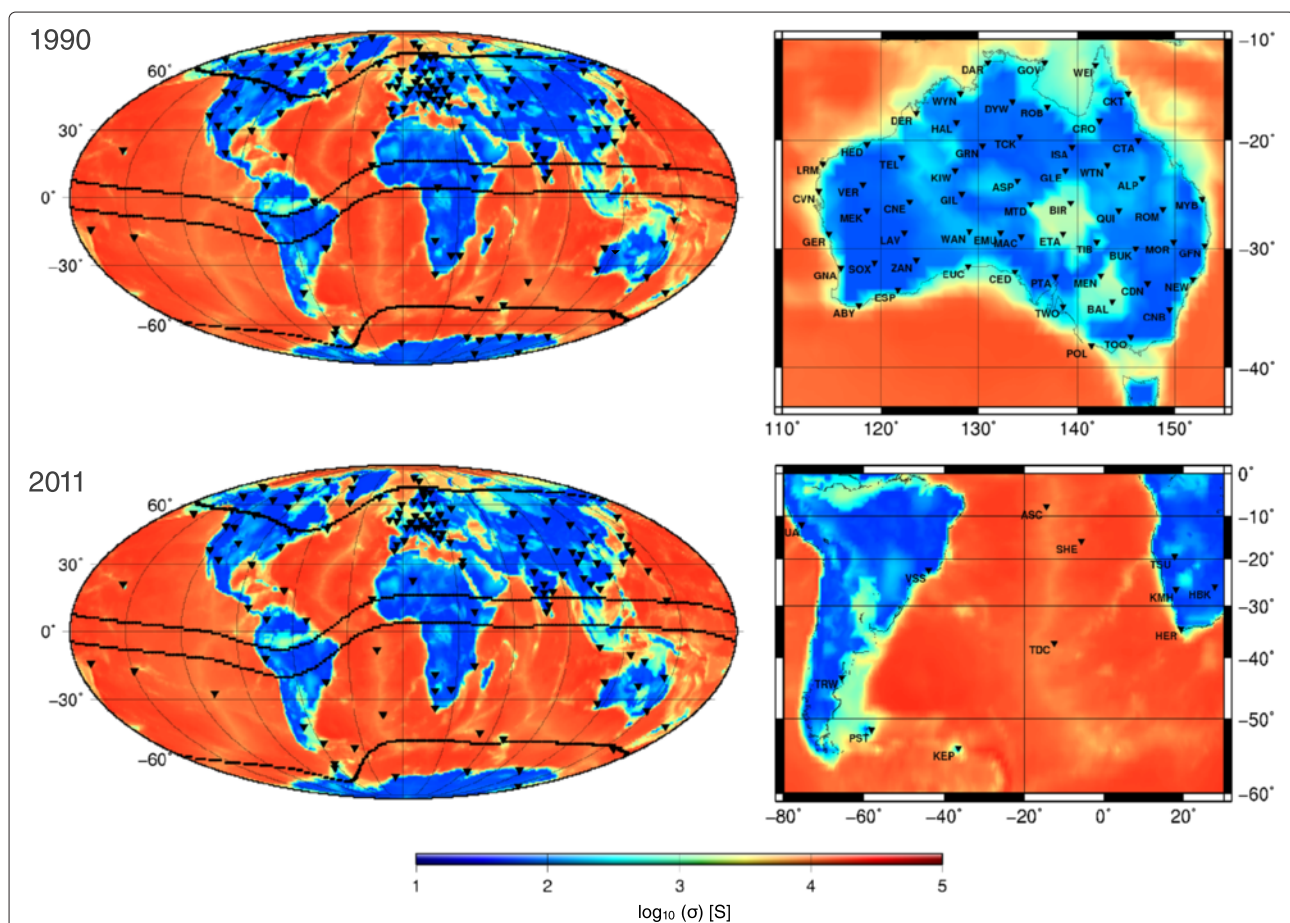 1990
60°
30°
0°
−30°
−60°
DAR GOV WEI
WYN DYW ROB CKT
DER HAL CRO
HED TEL GRN TCK ISA CTA
LRM KIW ASP GLE WTN ALP
CVN VER CNE GIL MTD BIR QUI ROM MYB
MEK
GER LAV WAN EMU MAC ETA TIB BUK MOR GFN
GNA SOX ZAN EUC CED PTA MEN CDN NEW
ABY ESP TWO BAL CNB
POL TOO
−10°
−20°
−30°
−40°
110° 120° 130° 140° 150°
2011
60°
30°
0°
−30°
−60°
ASC
UA SHE
VSS TSU
KMH HBK
HER
TDC
TRW
PST KEP
0°
−10°
−20°
−30°
−40°
−50°
−60°
−80° −60° −40° −20° 0° 20°
1 2 3 4 5
log₁₀ (σ) [S]